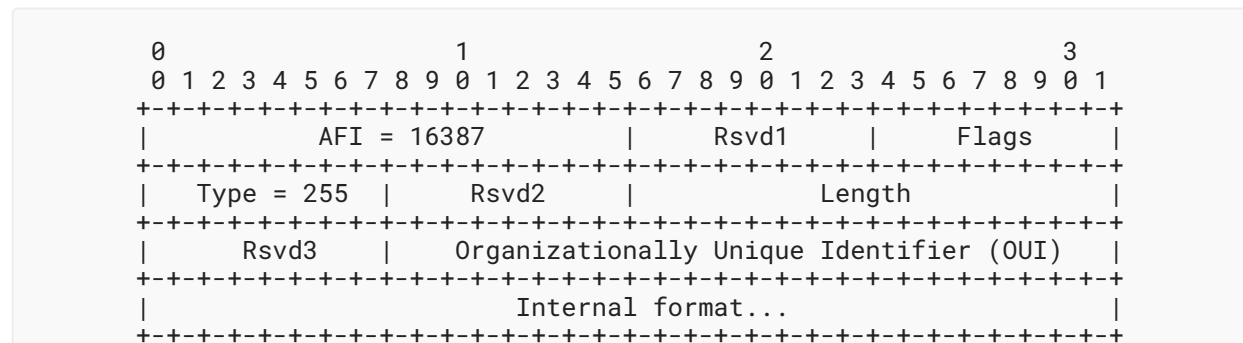 0                   1                   2                   3
 0 1 2 3 4 5 6 7 8 9 0 1 2 3 4 5 6 7 8 9 0 1 2 3 4 5 6 7 8 9 0 1
+-+-+-+-+-+-+-+-+-+-+-+-+-+-+-+-+-+-+-+-+-+-+-+-+-+-+-+-+-+-+-+-+
|           AFI = 16387         |     Rsvd1     |     Flags     |
+-+-+-+-+-+-+-+-+-+-+-+-+-+-+-+-+-+-+-+-+-+-+-+-+-+-+-+-+-+-+-+-+
|   Type = 255  |     Rsvd2     |            Length             |
+-+-+-+-+-+-+-+-+-+-+-+-+-+-+-+-+-+-+-+-+-+-+-+-+-+-+-+-+-+-+-+-+
|      Rsvd3    |    Organizationally Unique Identifier (OUI)   |
+-+-+-+-+-+-+-+-+-+-+-+-+-+-+-+-+-+-+-+-+-+-+-+-+-+-+-+-+-+-+-+-+
|                        Internal format...                     |
+-+-+-+-+-+-+-+-+-+-+-+-+-+-+-+-+-+-+-+-+-+-+-+-+-+-+-+-+-+-+-+-+